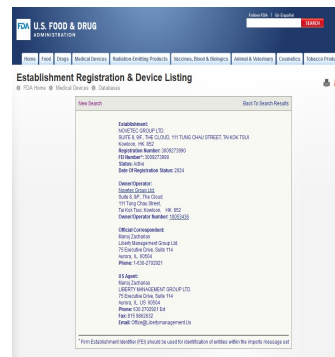 Follow FDA | En Español
FDA U.S. FOOD & DRUG
ADMINISTRATION
SEARCH
Home Food Drugs Medical Devices Radiation-Emitting Products Vaccines, Blood & Biologics Animal & Veterinary Cosmetics Tobacco Prod
Establishment Registration & Device Listing
FDA Home Medical Devices Databases
New Search Back To Search Results
Establishment:
NOVETEC GROUP LTD.
SUITE 8, 9/F., THE CLOUD, 111 TUNG CHAU STREET, TAI KOK TSUI
Kowloon, HK 852
Registration Number: 3009273990
FEI Number*: 3009273990
Status: Active
Date Of Registration Status: 2024
Owner/Operator:
Novetec Group Ltd.
Suite 8, 9/F., The Cloud
111 Tung Chau Street,
Tai Kok Tsui, Kowloon, HK 852
Owner/Operator Number: 10053436
Official Correspondent:
Manoj Zacharias
Liberty Management Group Ltd.
75 Executive Drive, Suite 114
Aurora, IL 60504
Phone: 1-630-2702921
US Agent:
Manoj Zacharias
LIBERTY MANAGEMENT GROUP LTD.
75 Executive Drive, Suite 114
Aurora, IL US 60504
Phone: 630 2702921 Ext
Fax: 815 9862632
Email: Office@Libertymanagement.Us
* Firm Establishment Identifier (FEI) should be used for identification of entities within the imports message set